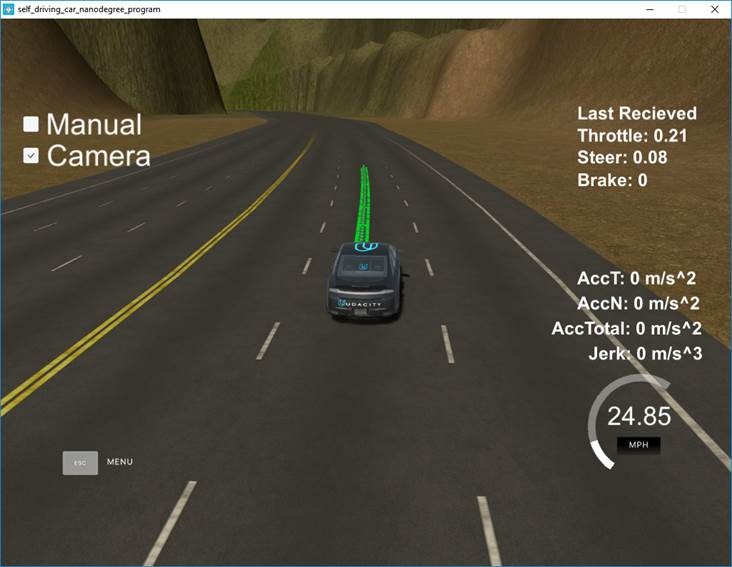 self_driving_car_nanodegree_program
Manual
Camera
Last Recieved
Throttle: 0.21
Steer: 0.08
Brake: 0
UDACITY
AccT: 0 m/s^2
AccN: 0 m/s^2
AccTotal: 0 m/s^2
Jerk: 0 m/s^3
24.85
MPH
ESC MENU